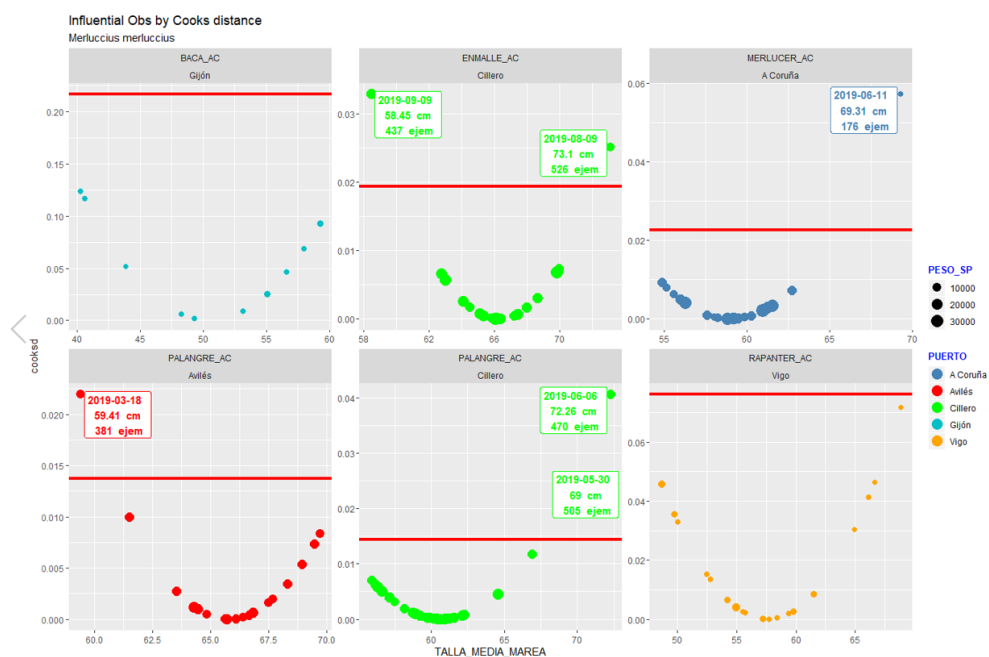 Influential Obs by Cooks distance
Merluccius merluccius
BACA_AC
Gijón
0.20
0.15
0.10
0.05
0.00
40
45
50
55
60
ENMALLE_AC
Cillero
2019-09-09
58.45 cm
437 ejem
2019-08-09
73.1 cm
526 ejem
0.03
0.02
0.01
0.00
58
62
66
70
MERLUCER_AC
A Coruña
2019-06-11
69.31 cm
176 ejem
0.06
0.04
0.02
0.00
55
60
65
70
cooked
PALANGRE_AC
Avilés
2019-03-18
59.41 cm
381 ejem
0.020
0.015
0.010
0.005
0.000
60.0
62.5
65.0
67.5
70.0
PALANGRE_AC
Cillero
2019-06-06
72.26 cm
470 ejem
2019-05-30
69 cm
505 ejem
0.04
0.03
0.02
0.01
0.00
60
65
70
RAPANTER_AC
Vigo
0.06
0.04
0.02
0.00
50
55
60
65
TALLA_MEDIA_MAREA
PESO_SP
10000
20000
30000
PUERTO
A Coruña
Avilés
Cillero
Gijón
Vigo